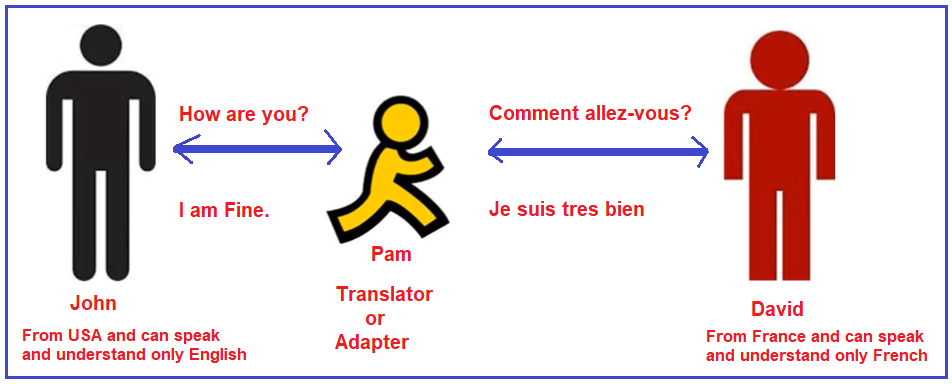 How are you?
Comment allez-vous?
I am Fine.
Je suis tres bien
Pam
John
Translator
or
Adapter
David
From USA and can speak
and understand only English
From France and can speak
and understand only French